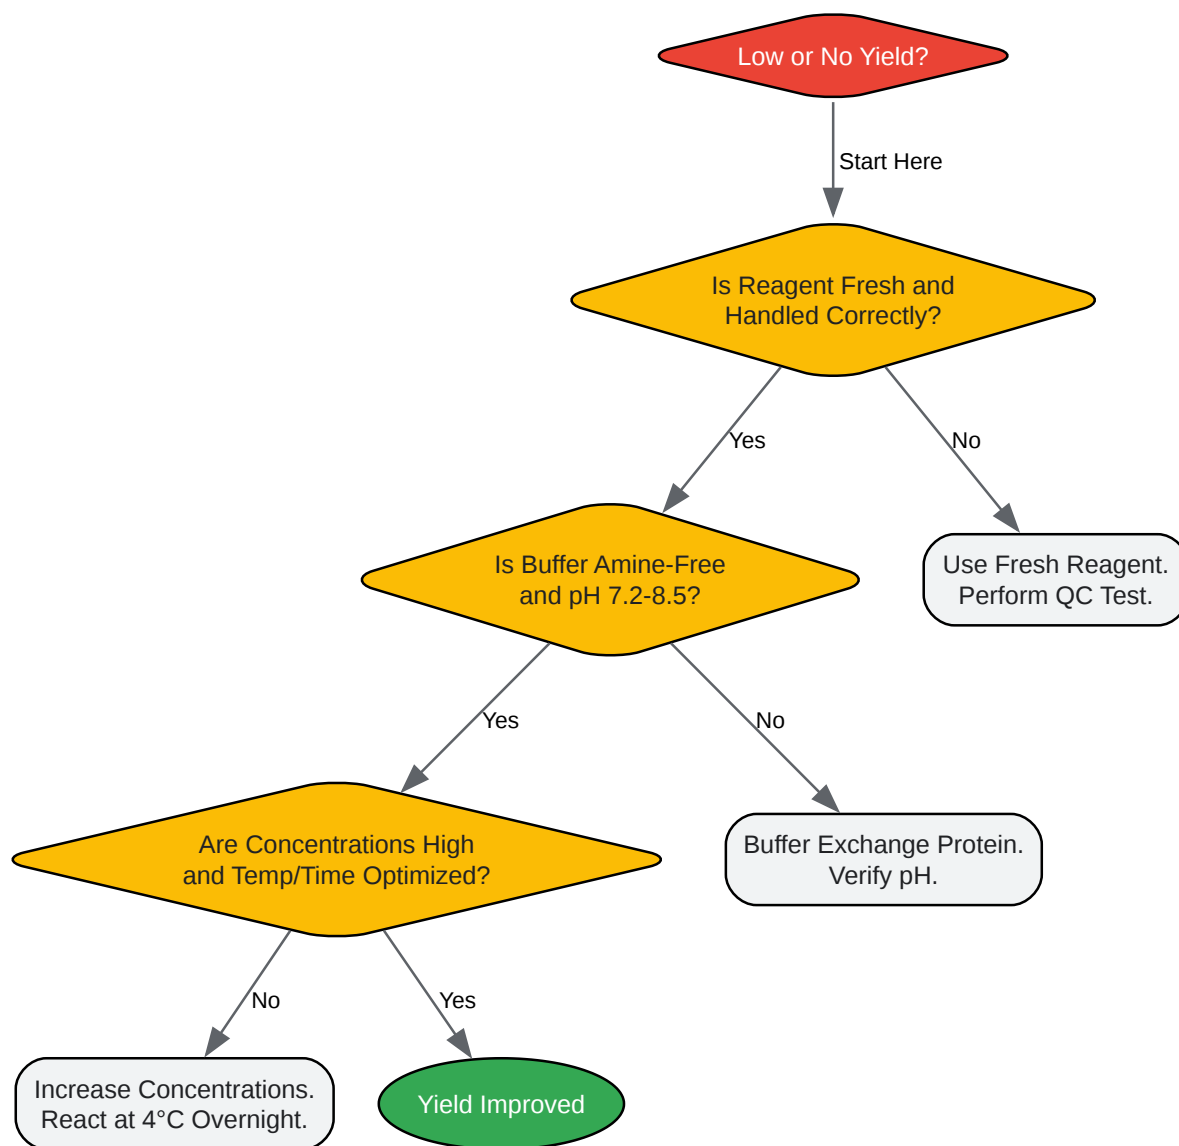 Low or No Yield?
Start Here
Is Reagent Fresh and
Handled Correctly?
Yes
No
Is Buffer Amine-Free
and pH 7.2-8.5?
Use Fresh Reagent.
Perform QC Test.
Yes
No
Are Concentrations High
and Temp/Time Optimized?
Buffer Exchange Protein.
Verify pH.
No
Yes
Increase Concentrations.
React at 4°C Overnight.
Yield Improved